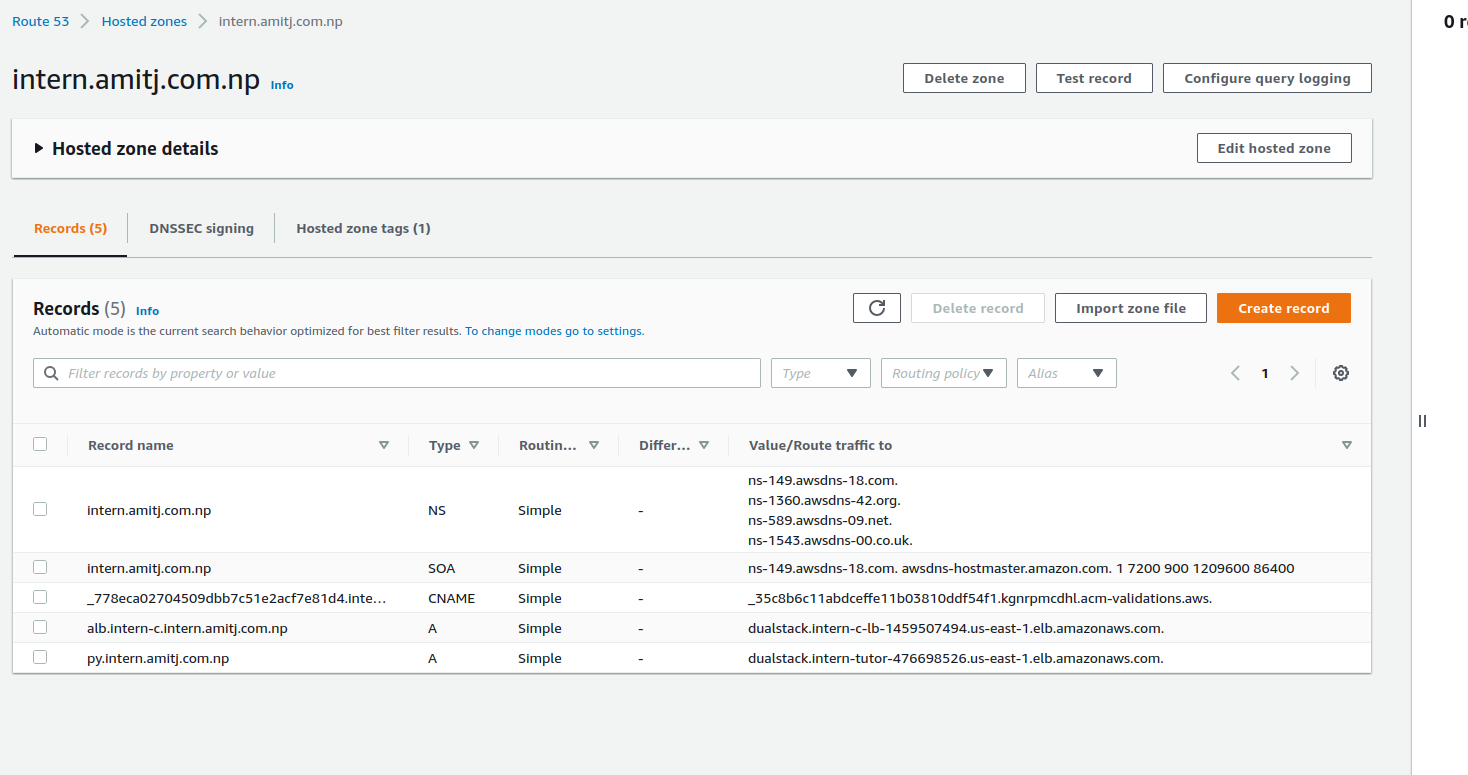 Route 53 > Hosted zones > intern.amitj.com.np
0 r
intern.amitj.com.np Info
Delete zone Test record Configure query logging
Hosted zone details Edit hosted zone
Records (5) DNSSEC signing Hosted zone tags (1)
Records (5) Info
Delete record Import zone file Create record
Automatic mode is the current search behavior optimized for best filter results. To change modes go to settings.
Filter records by property or value Type Routing policy Alias 1
Record name Type Routin... Differ... Value/Route traffic to
intern.amitj.com.np NS Simple - ns-149.awsdns-18.com.
ns-1360.awsdns-42.org.
ns-589.awsdns-09.net.
ns-1543.awsdns-00.co.uk.
intern.amitj.com.np SOA Simple - ns-149.awsdns-18.com. awsdns-hostmaster.amazon.com. 1 7200 900 1209600 86400
_778eca02704509dbb7c51e2acf7e81d4.inte... CNAME Simple - _35c8b6c11abdceffe11b03810ddf54f1.kgnrpmcdhl.acm-validations.aws.
alb.intern-c.intern.amitj.com.np A Simple - dualstack.intern-c-lb-1459507494.us-east-1.elb.amazonaws.com.
py.intern.amitj.com.np A Simple - dualstack.intern-tutor-476698526.us-east-1.elb.amazonaws.com.